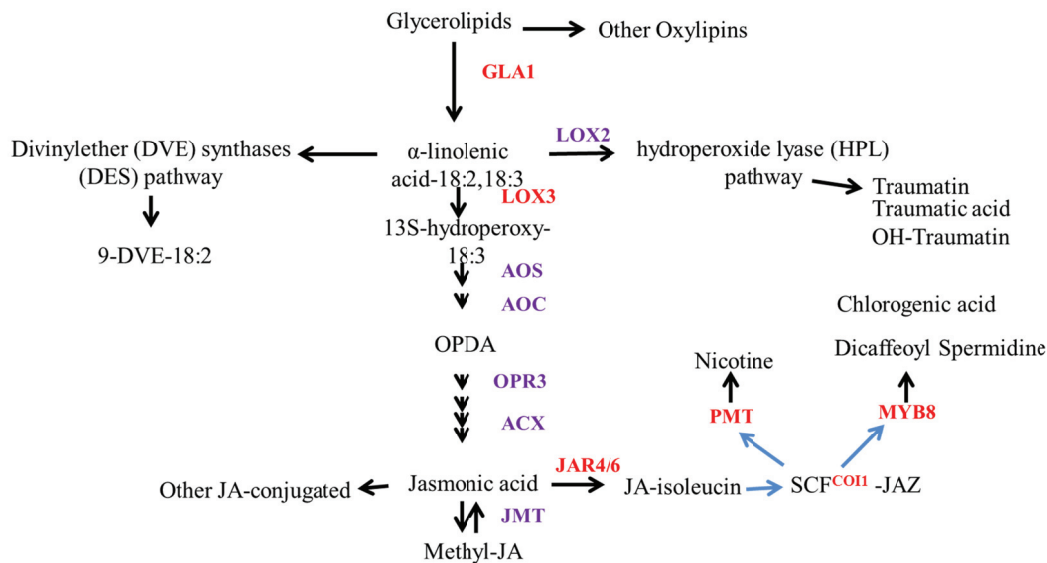 Glycerolipids
Other Oxylipins
GLA1
Divinylether (DVE) synthases
(DES) pathway
9-DVE-18:2
α-linolenic
acid-18:2,18:3
LOX2
hydroperoxide lyase (HPL)
pathway
Traumatin
Traumatic acid
OH-Traumatin
LOX3
13S-hydroperoxy-
18:3
AOS
AOC
OPDA
OPR3
ACX
Chlorogenic acid
Dicaffeoyl Spermidine
Nicotine
PMT
MYB8
Other JA-conjugated
Jasmonic acid
JAR4/6
JA-isoleucin
SCFCOI1-JAZ
JMT
Methyl-JA